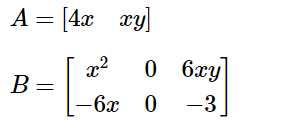 A = [4x xy]
B = [x² 0 6xy
−6x 0 −3]